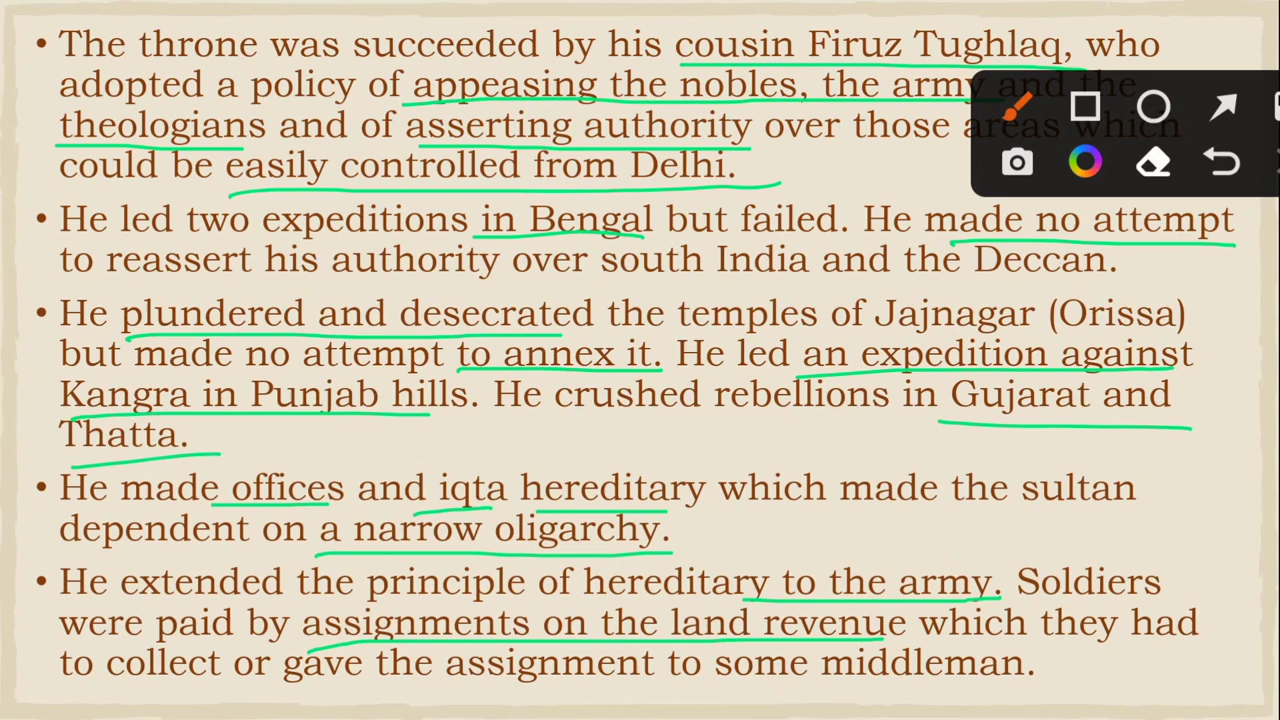 • The throne was succeeded by his cousin Firuz Tughlaq, who
adopted a policy of appeasing the nobles, the army and the
theologians and of asserting authority over those areas which
could be easily controlled from Delhi.
• He led two expeditions in Bengal but failed. He made no attempt
to reassert his authority over south India and the Deccan.
• He plundered and desecrated the temples of Jajnagar (Orissa)
but made no attempt to annex it. He led an expedition against
Kangra in Punjab hills. He crushed rebellions in Gujarat and
Thatta.
• He made offices and iqta hereditary which made the sultan
dependent on a narrow oligarchy.
• He extended the principle of hereditary to the army. Soldiers
were paid by assignments on the land revenue which they had
to collect or gave the assignment to some middleman.